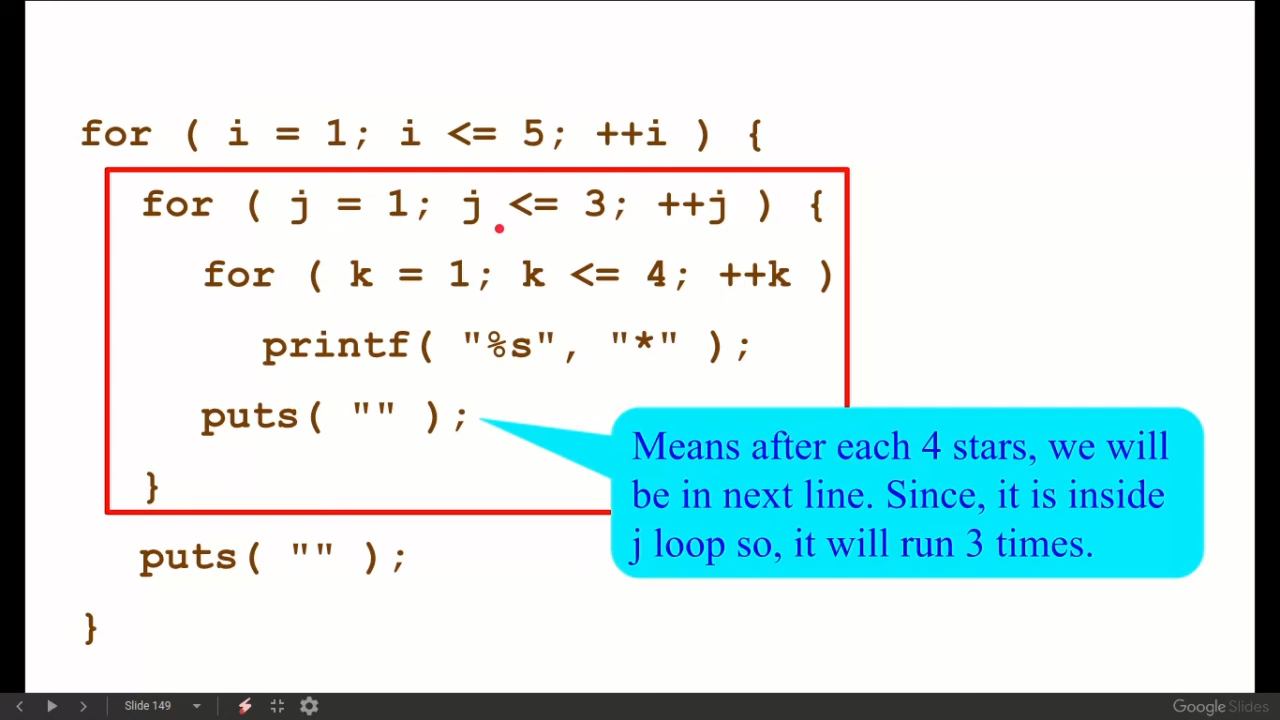 for ( i = 1; i <= 5; ++i ) {
for ( j = 1; j <= 3; ++j ) {
for ( k = 1; k <= 4; ++k )
printf( "%s", "*" );
puts( "" );
}
puts( "" );
}
Means after each 4 stars, we will
be in next line. Since, it is inside
j loop so, it will run 3 times.
Slide 149
Google Slides